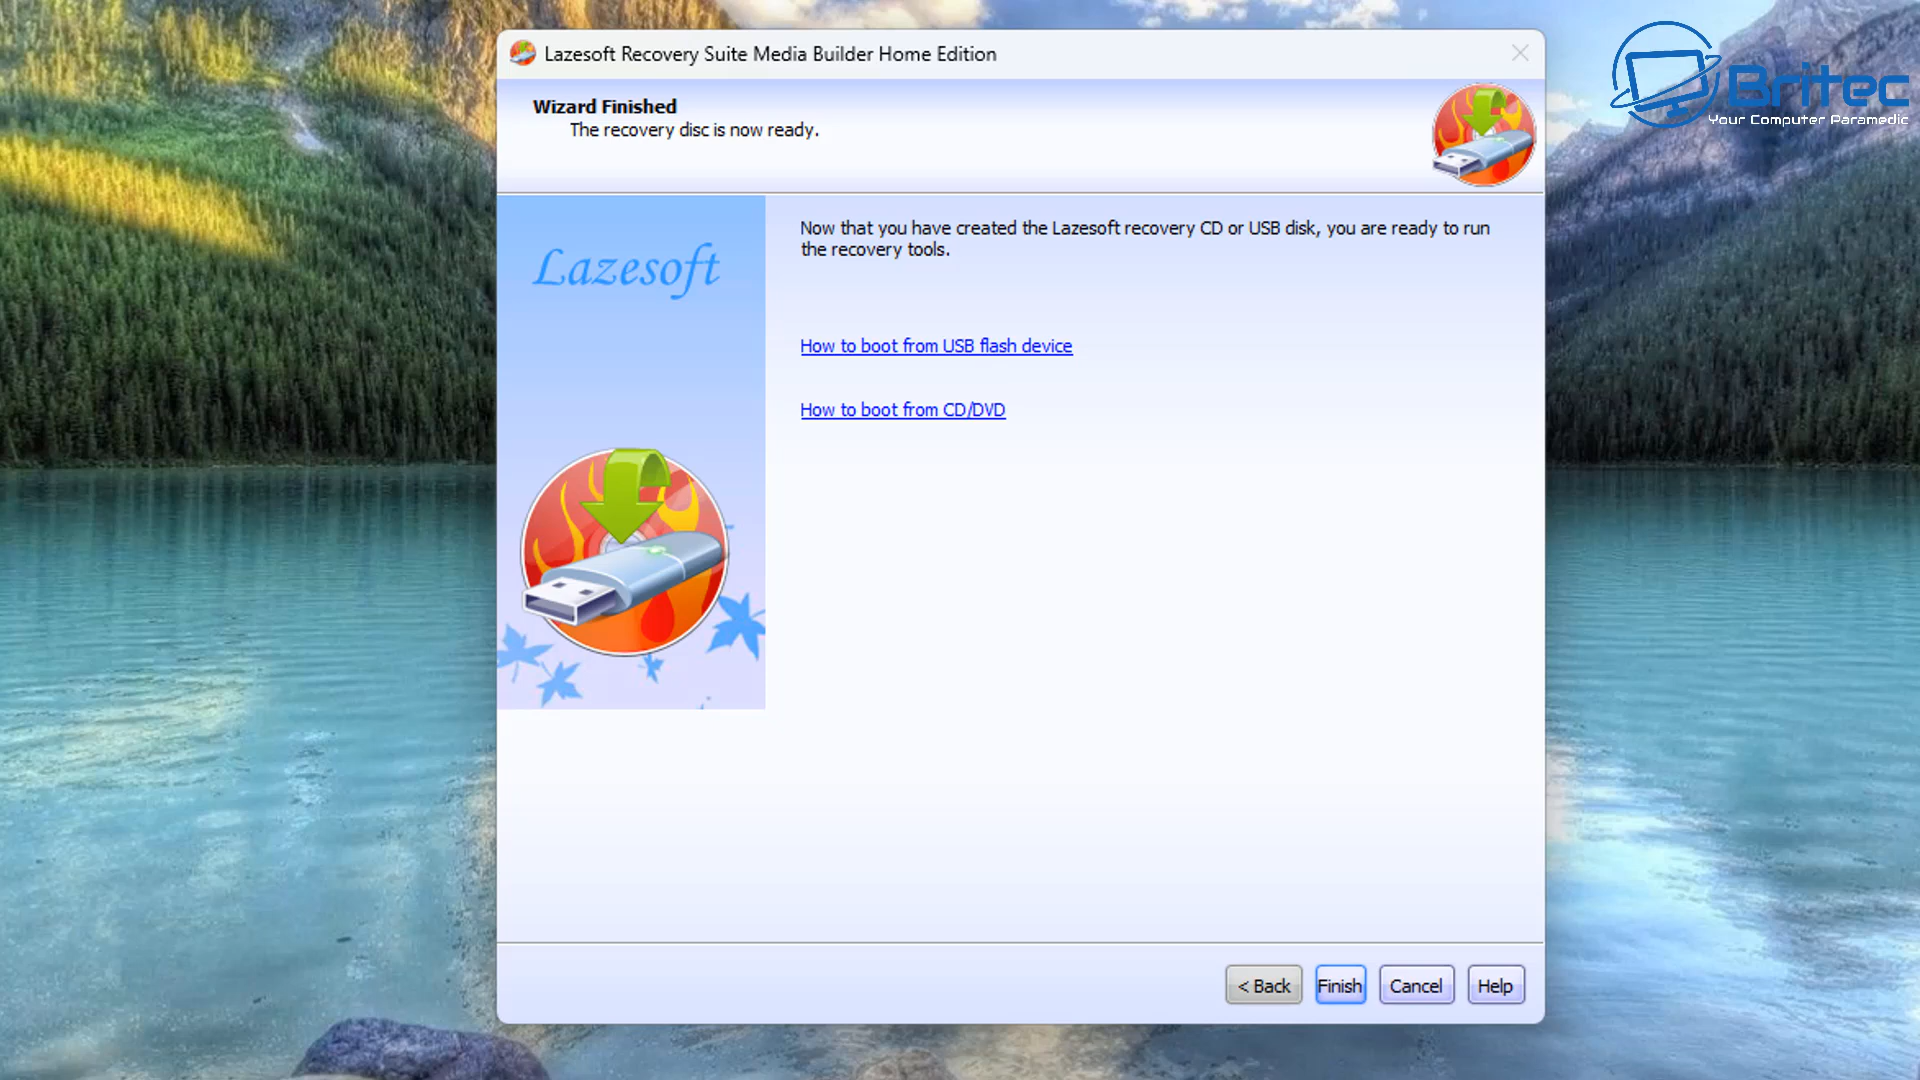 Lazesoft Recovery Suite Media Builder Home Edition
Britec
Your Computer Paramedic
Wizard Finished
The recovery disc is now ready.
Lazesoft
Now that you have created the Lazesoft recovery CD or USB disk, you are ready to run
the recovery tools.
How to boot from USB flash device
How to boot from CD/DVD
< Back
Finish
Cancel
Help